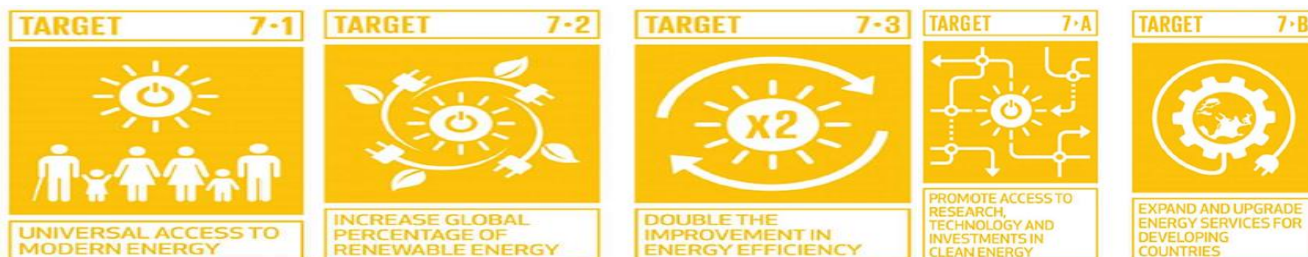 TARGET 7·1
UNIVERSAL ACCESS TO
MODERN ENERGY
TARGET 7·2
INCREASE GLOBAL
PERCENTAGE OF
RENEWABLE ENERGY
TARGET 7·3
x2
DOUBLE THE
IMPROVEMENT IN
ENERGY EFFICIENCY
TARGET 7·A
PROMOTE ACCESS TO
RESEARCH,
TECHNOLOGY AND
INVESTMENTS IN
CLEAN ENERGY
TARGET 7·B
EXPAND AND UPGRADE
ENERGY SERVICES FOR
DEVELOPING
COUNTRIES